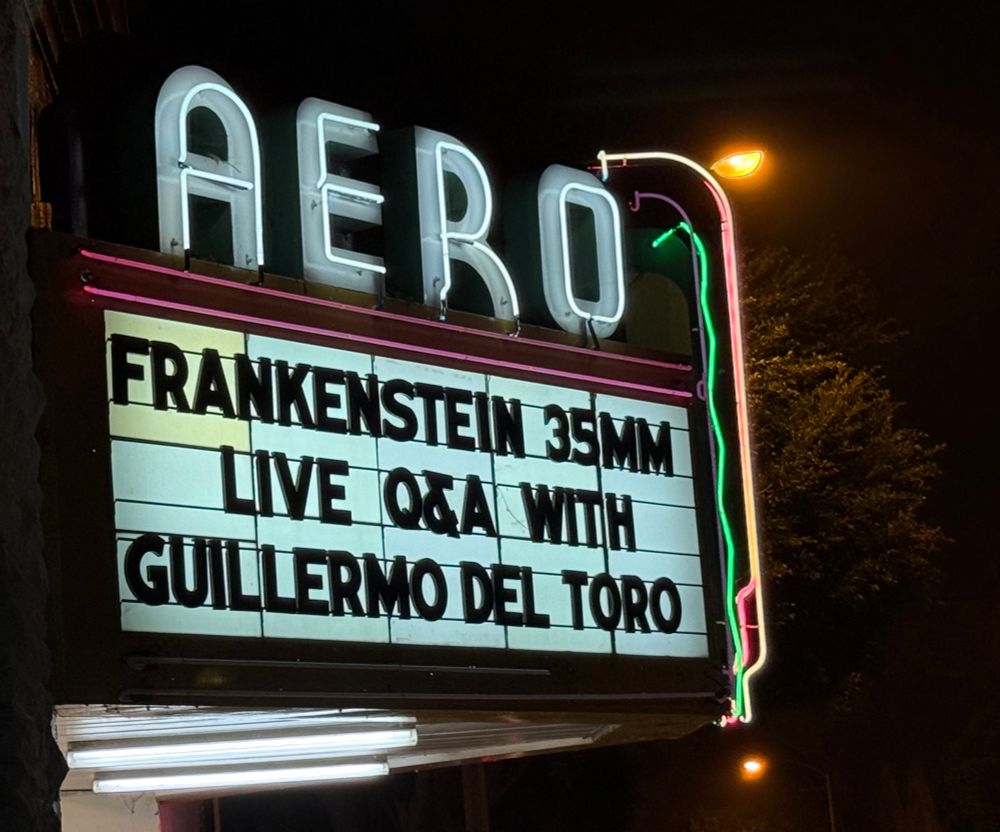 AERO
FRANKENSTEIN 35MM
LIVE Q&A WITH
GUILLERMO DEL TORO